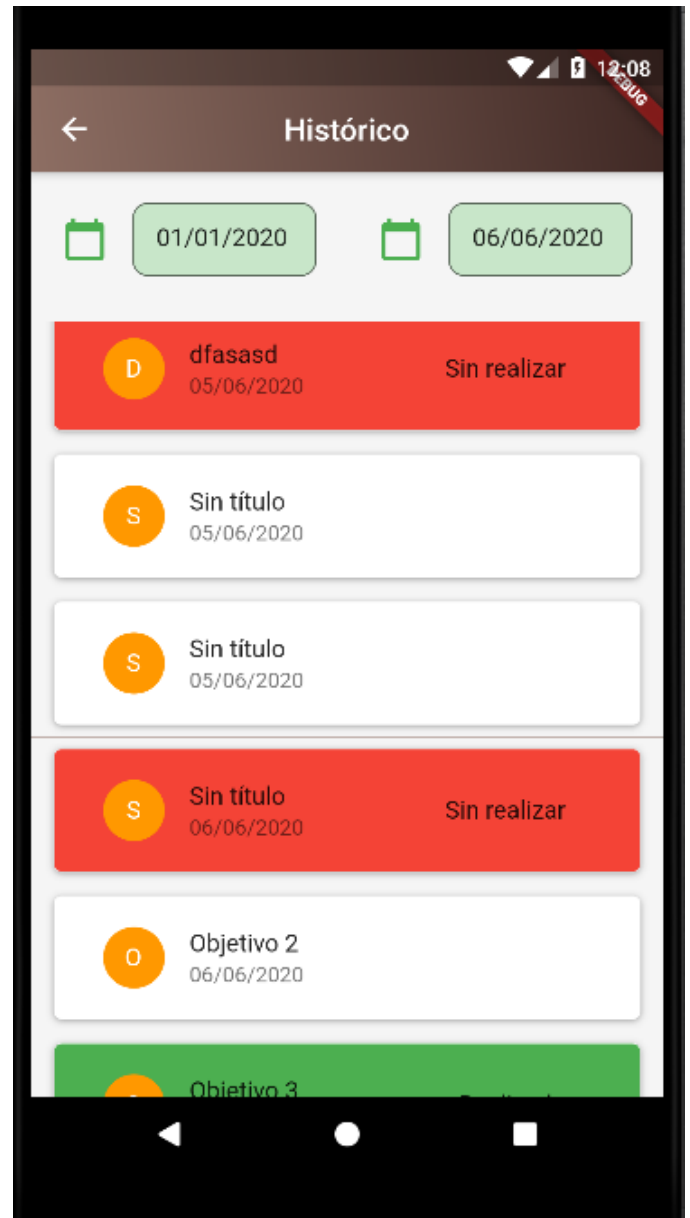 12:08
DEBUG
Histórico
01/01/2020 06/06/2020
D dfasasd Sin realizar
05/06/2020
S Sin título
05/06/2020
S Sin título
05/06/2020
S Sin título Sin realizar
06/06/2020
O Objetivo 2
06/06/2020
Objetivo 3